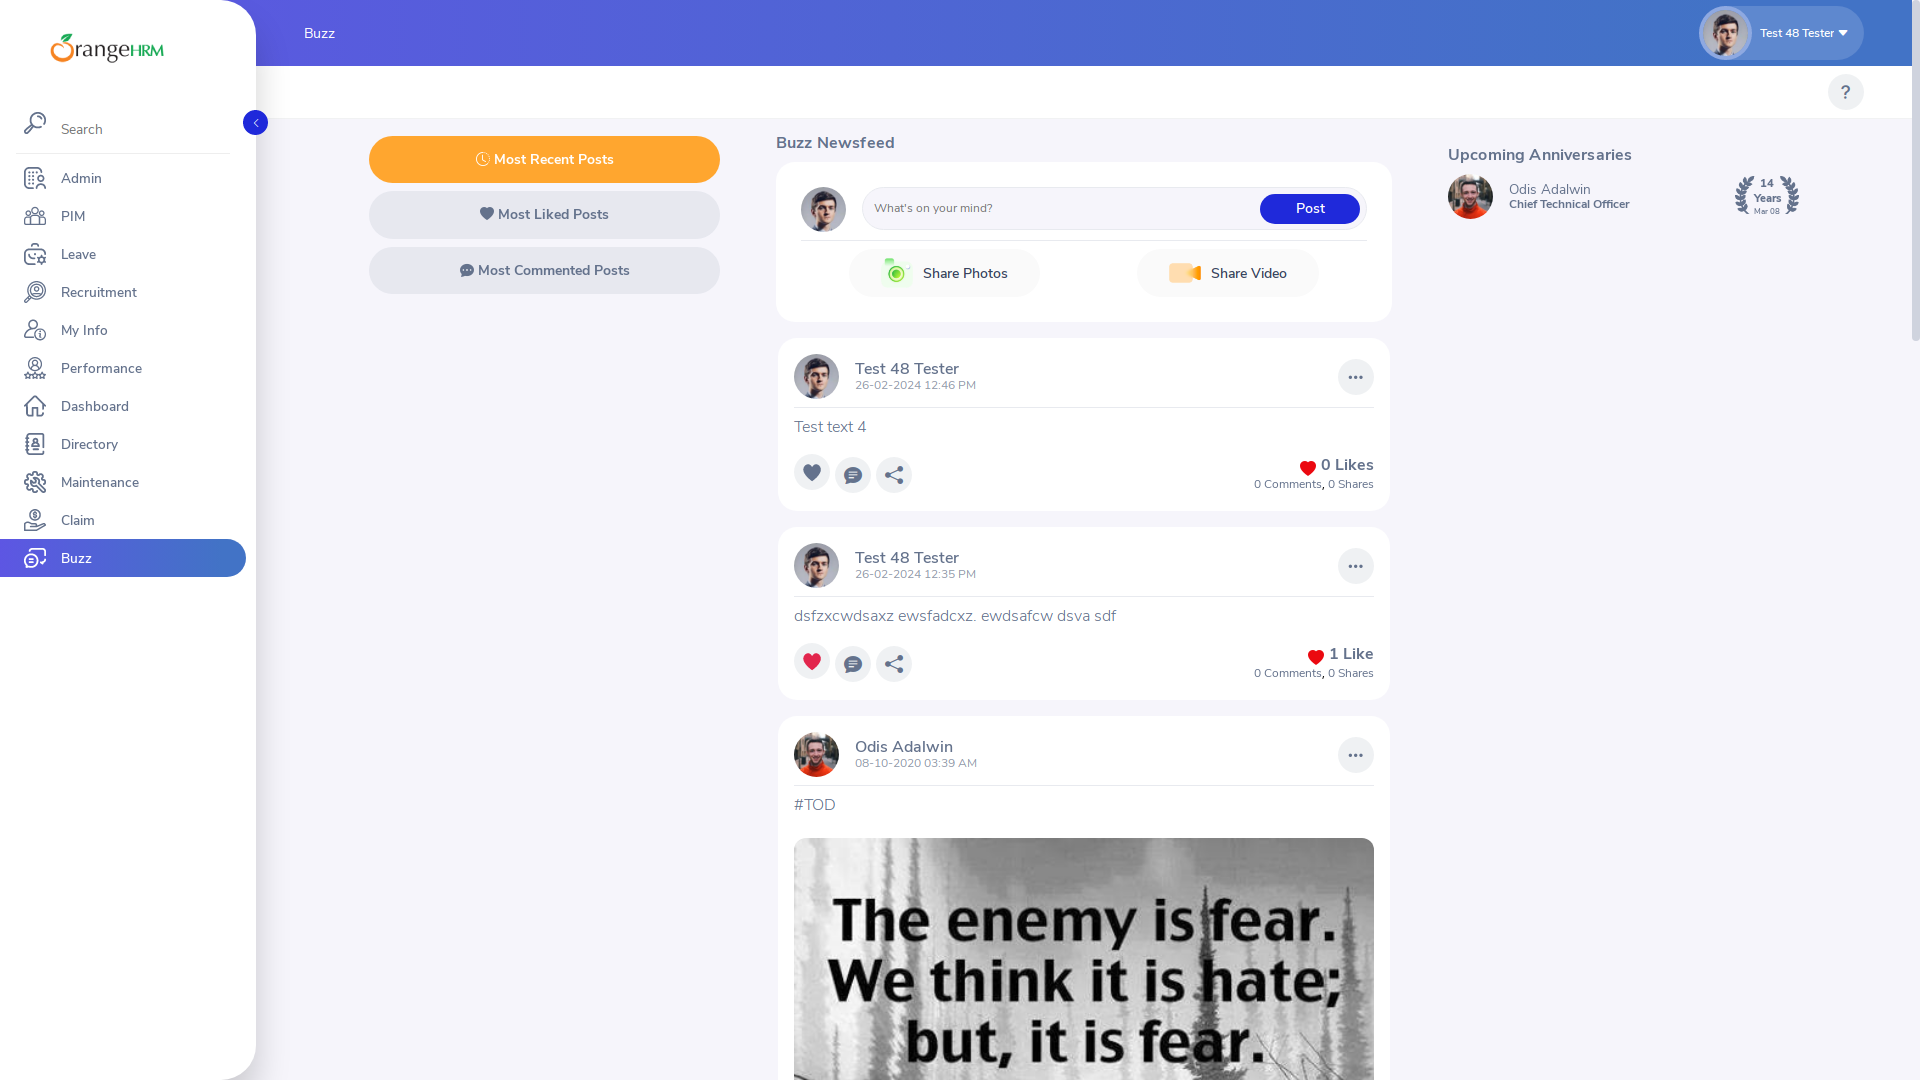 OrangeHRM
Search
Admin
PIM
Leave
Recruitment
My Info
Performance
Dashboard
Directory
Maintenance
Claim
Buzz
Buzz
Test 48 Tester
?
Most Recent Posts
Most Liked Posts
Most Commented Posts
Buzz Newsfeed
What's on your mind?
Post
Share Photos
Share Video
Test 48 Tester
26-02-2024 12:46 PM
Test text 4
0 Likes
0 Comments, 0 Shares
Test 48 Tester
26-02-2024 12:35 PM
dsfzxcwdsaxz ewsfadcxz. ewdsafcw dsva sdf
1 Like
0 Comments, 0 Shares
Odis Adalwin
08-10-2020 03:39 AM
#TOD
The enemy is fear.
We think it is hate;
but, it is fear.
Upcoming Anniversaries
Odis Adalwin
Chief Technical Officer
14
Years
Mar 08